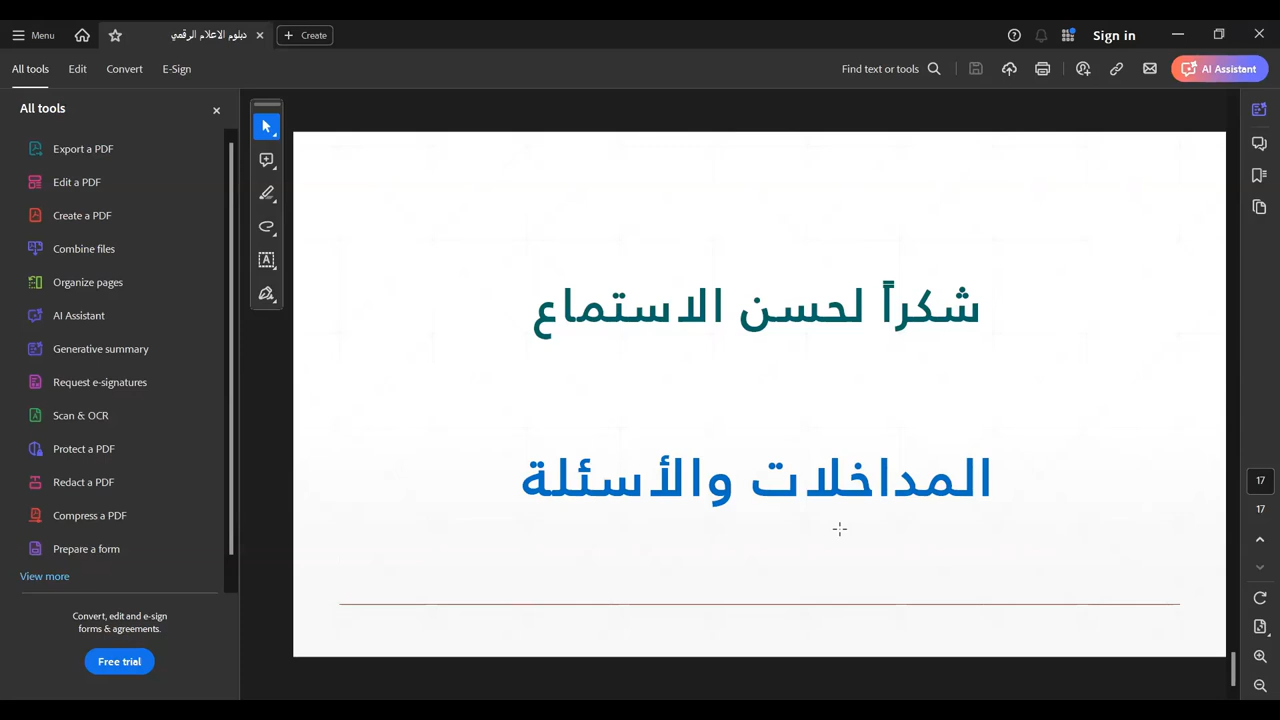 Menu
دبلوم الاعلام الرقمي
Create
Sign in
All tools
Edit
Convert
E-Sign
Find text or tools
AI Assistant
All tools
Export a PDF
Edit a PDF
Create a PDF
Combine files
Organize pages
AI Assistant
Generative summary
Request e-signatures
Scan & OCR
Protect a PDF
Redact a PDF
Compress a PDF
Prepare a form
View more
Convert, edit and e-sign
forms & agreements.
Free trial
شكراً لحسن الاستماع
المداخلات والأسئلة
17
17